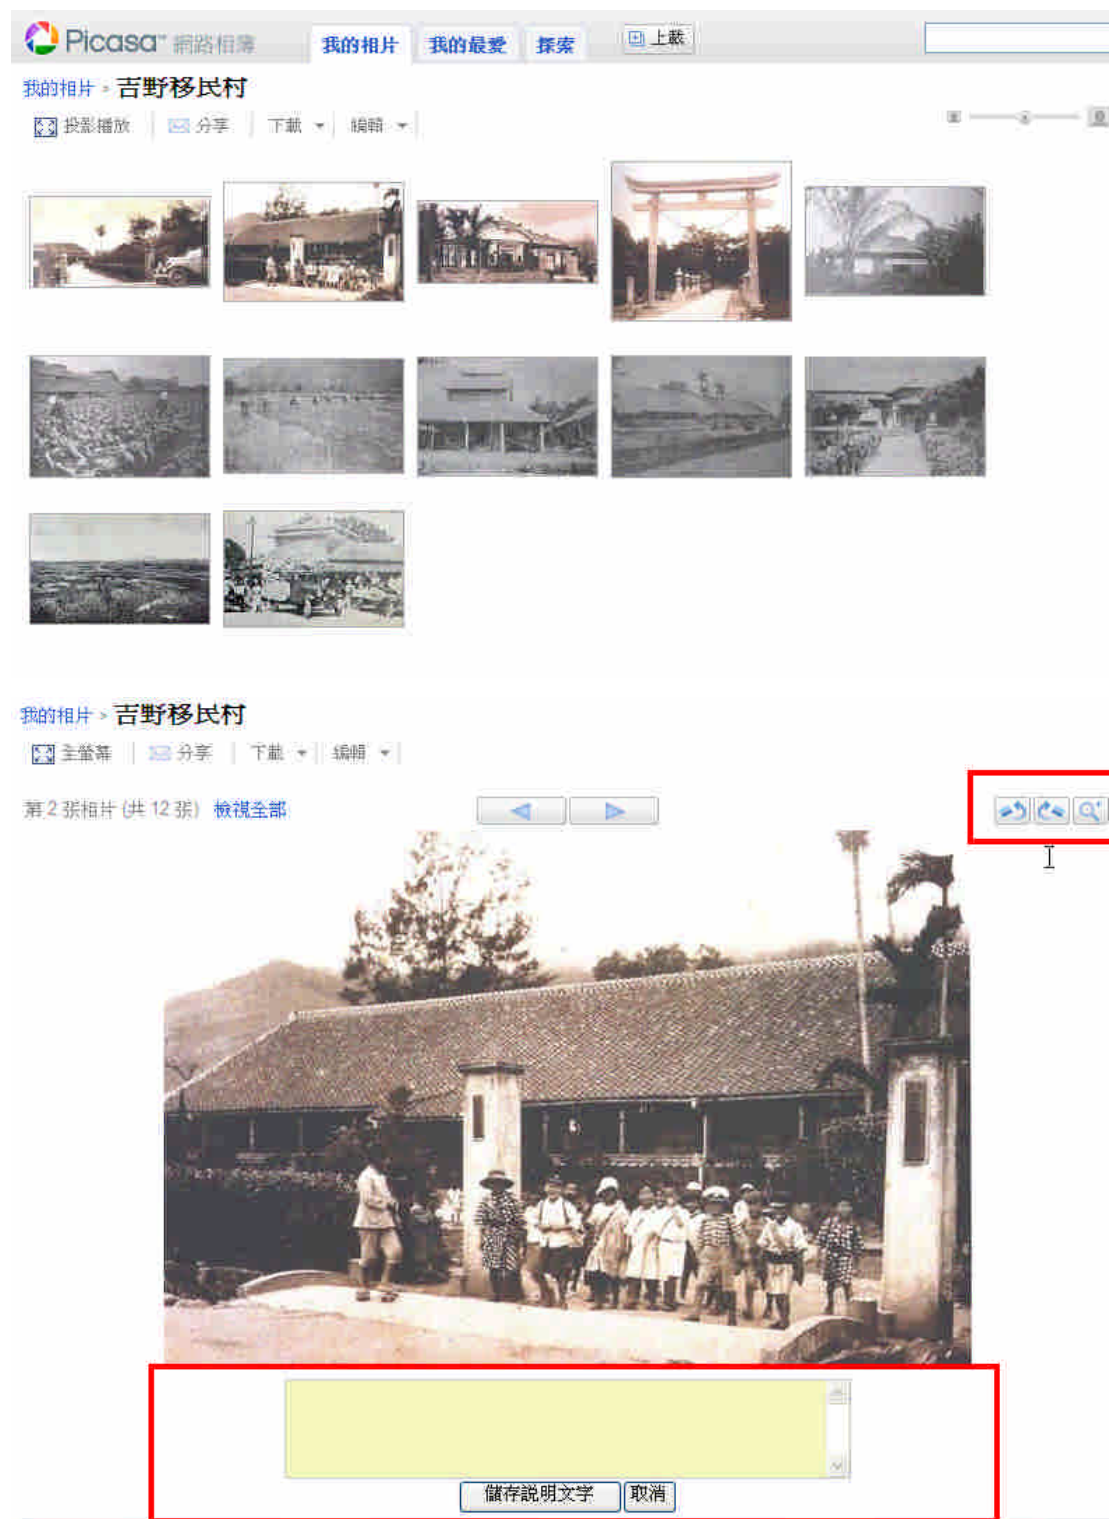 Picasa™ 網路相簿 我的相片 我的最愛 探索 上載
我的相片 » 吉野移民村
投影播放 分享 下載 編輯
我的相片 » 吉野移民村
全螢幕 分享 下載 編輯
第 2 張相片 (共 12 張) 檢視全部
儲存説明文字 取消